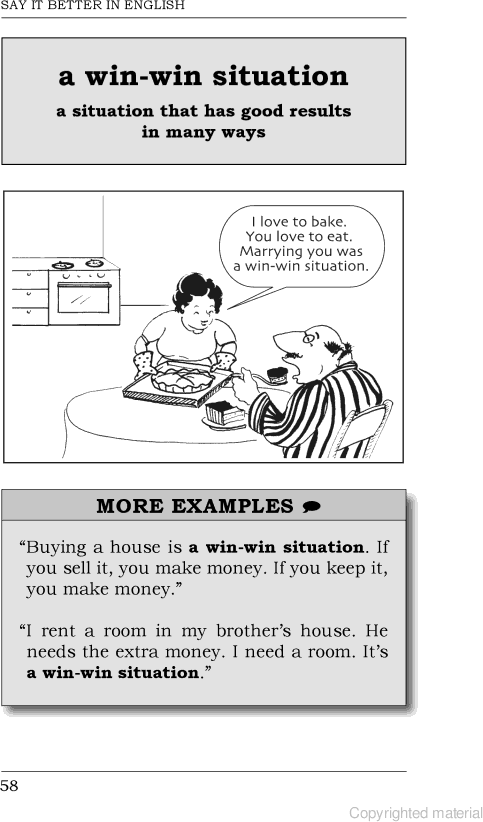 SAY IT BETTER IN ENGLISH
a win-win situation
a situation that has good results
in many ways
I love to bake.
You love to eat.
Marrying you was
a win-win situation.
MORE EXAMPLES
“Buying a house is a win-win situation. If
you sell it, you make money. If you keep it,
you make money.”
“I rent a room in my brother’s house. He
needs the extra money. I need a room. It’s
a win-win situation.”
58
Copyrighted material